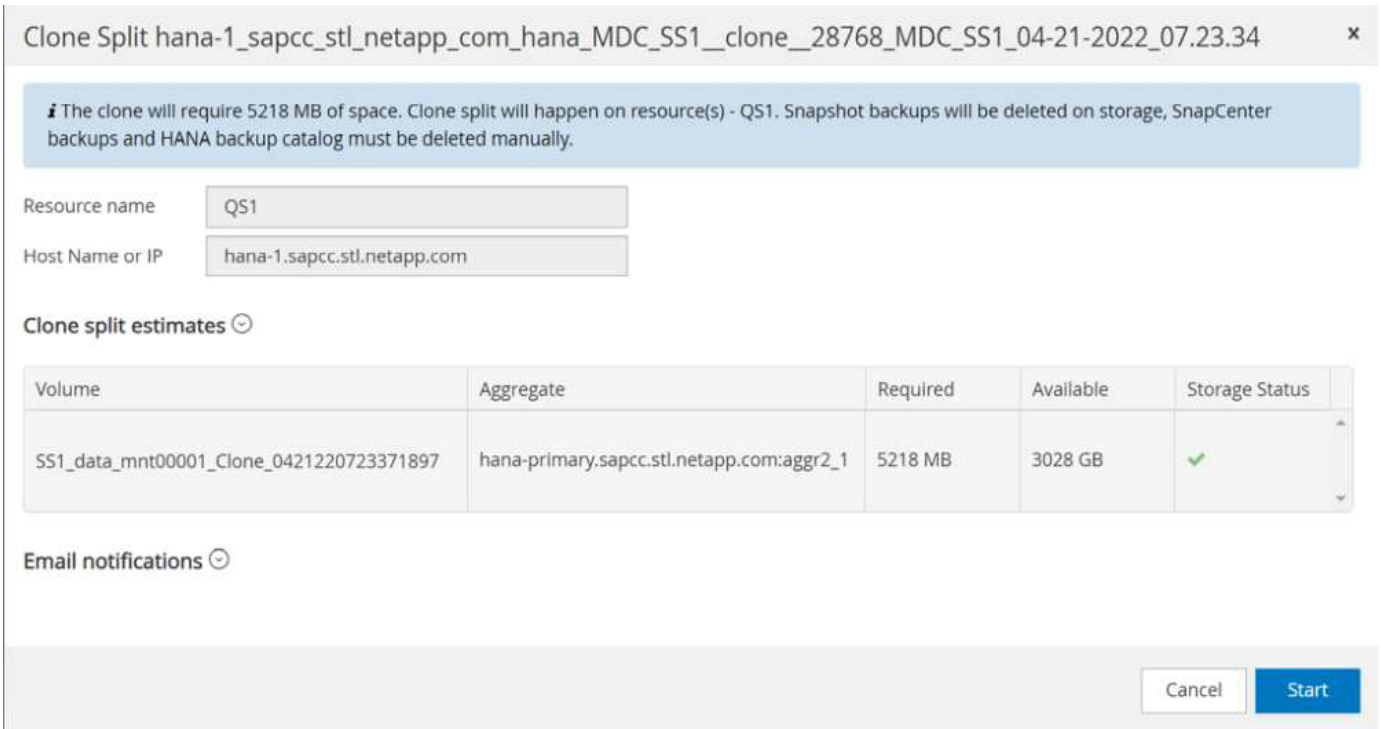 Clone Split hana-1_sapcc_stl_netapp_com_hana_MDC_SS1__clone__28768_MDC_SS1_04-21-2022_07.23.34 x
i The clone will require 5218 MB of space. Clone split will happen on resource(s) - QS1. Snapshot backups will be deleted on storage, SnapCenter
backups and HANA backup catalog must be deleted manually.
Resource name QS1
Host Name or IP hana-1.sapcc.stl.netapp.com
Clone split estimates
Volume Aggregate Required Available Storage Status
SS1_data_mnt00001_Clone_0421220723371897 hana-primary.sapcc.stl.netapp.com:aggr2_1 5218 MB 3028 GB
Email notifications
Cancel Start